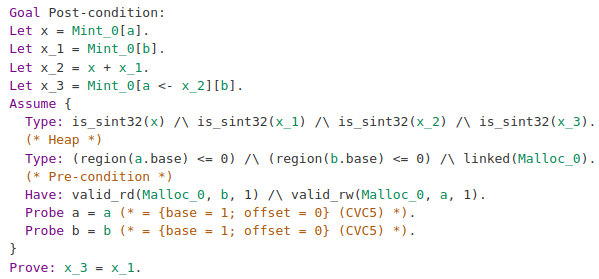 Goal Post-condition:
Let x = Mint_0[a].
Let x_1 = Mint_0[b].
Let x_2 = x + x_1.
Let x_3 = Mint_0[a <- x_2][b].
Assume {
  Type: is_sint32(x) /\ is_sint32(x_1) /\ is_sint32(x_2) /\ is_sint32(x_3).
  (* Heap *)
  Type: (region(a.base) <= 0) /\ (region(b.base) <= 0) /\ linked(Malloc_0).
  (* Pre-condition *)
  Have: valid_rd(Malloc_0, b, 1) /\ valid_rw(Malloc_0, a, 1).
  Probe a = a (* = {base = 1; offset = 0} (CVC5) *).
  Probe b = b (* = {base = 1; offset = 0} (CVC5) *).
}
Prove: x_3 = x_1.